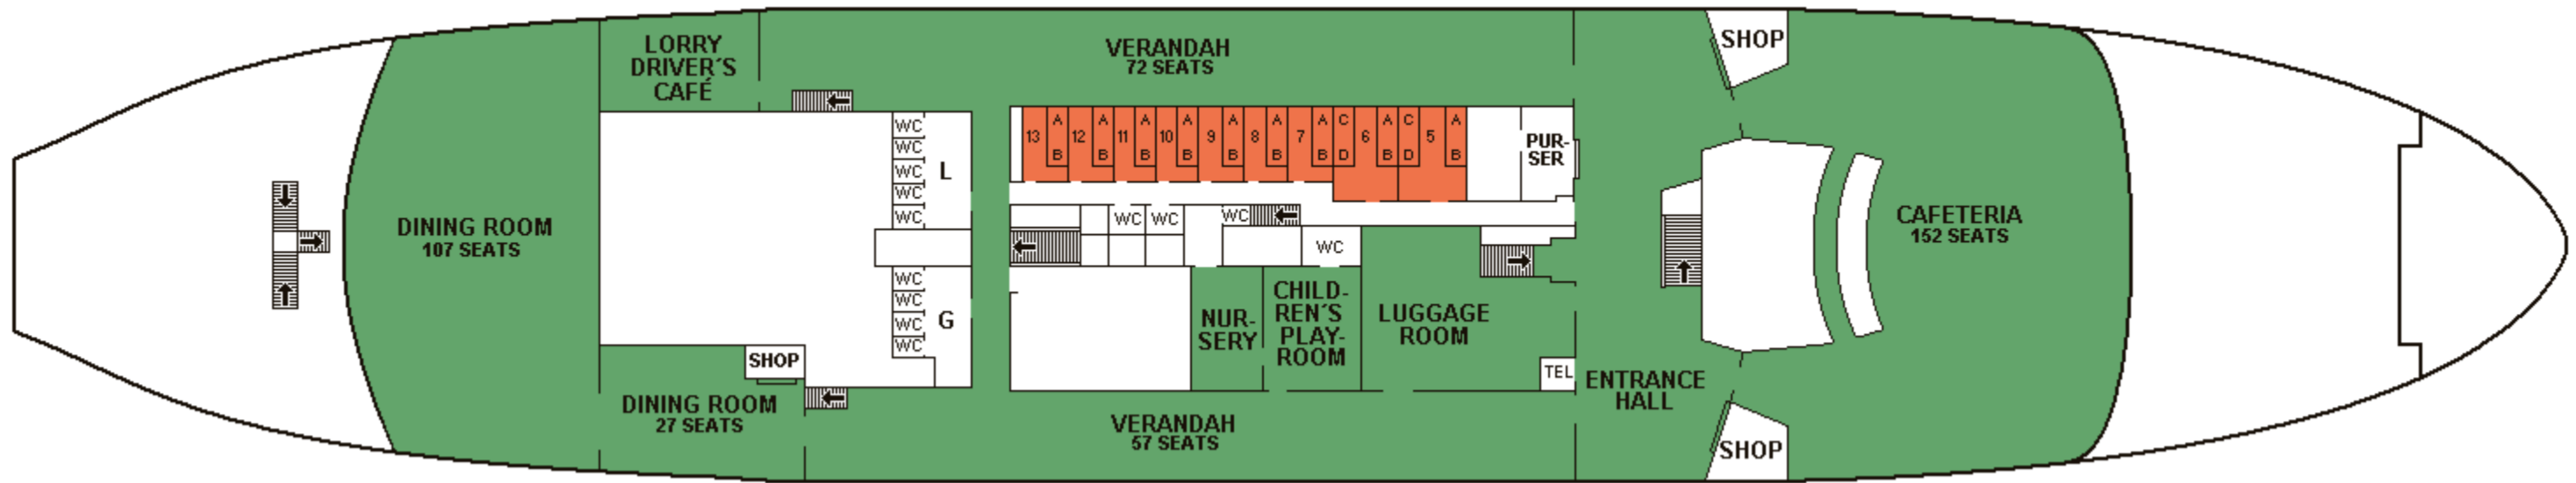 LORRY
DRIVER´S
CAFÉ
VERANDAH
72 SEATS
SHOP
DINING ROOM
107 SEATS
WC
WC
WC
WC
WC
L
WC
WC
WC
WC
G
13 A B
12 A B
11 A B
10 A B
9 A B
8 A B
7 A B
C D 6 A B
C D 5 A B
PUR-
SER
WC WC WC
WC
CAFETERIA
152 SEATS
NUR-
SERY
CHILD-
REN´S
PLAY-
ROOM
LUGGAGE
ROOM
TEL
SHOP
DINING ROOM
27 SEATS
VERANDAH
57 SEATS
ENTRANCE
HALL
SHOP